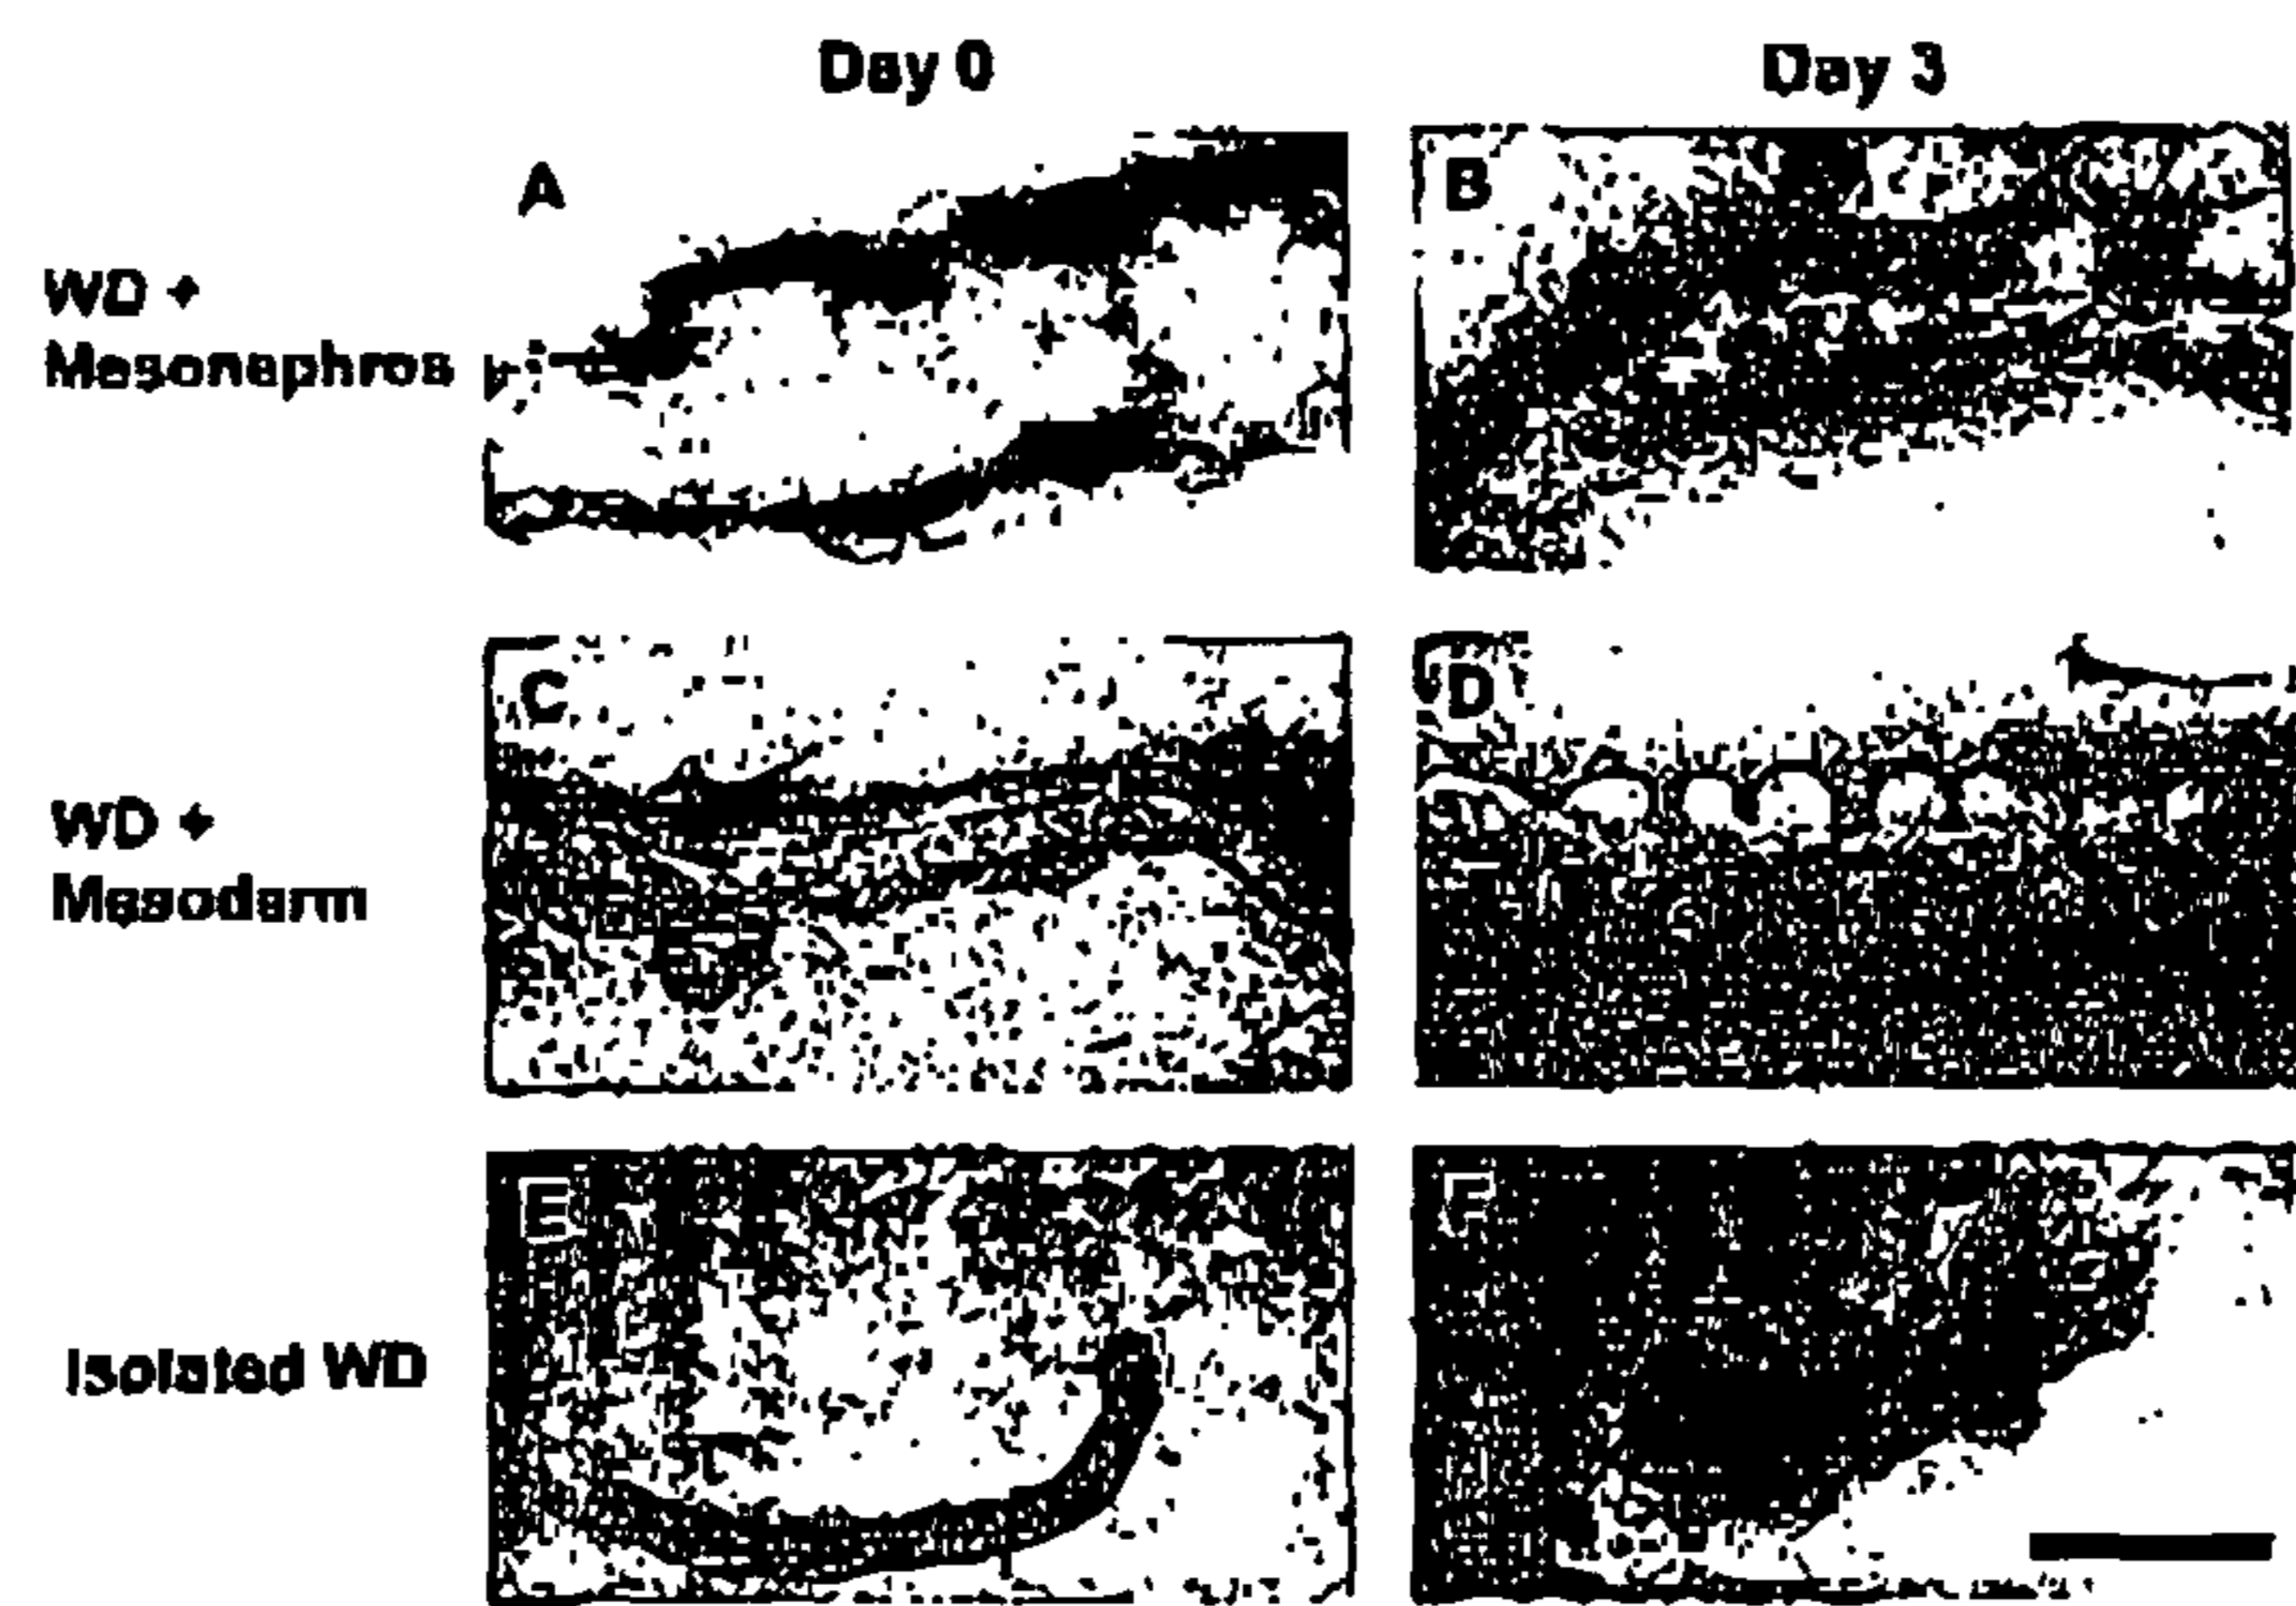 Day 0
Day 3
A
B
WD +
Mesonephros
C
D
WD +
Mesoderm
E
F
Isolated WD